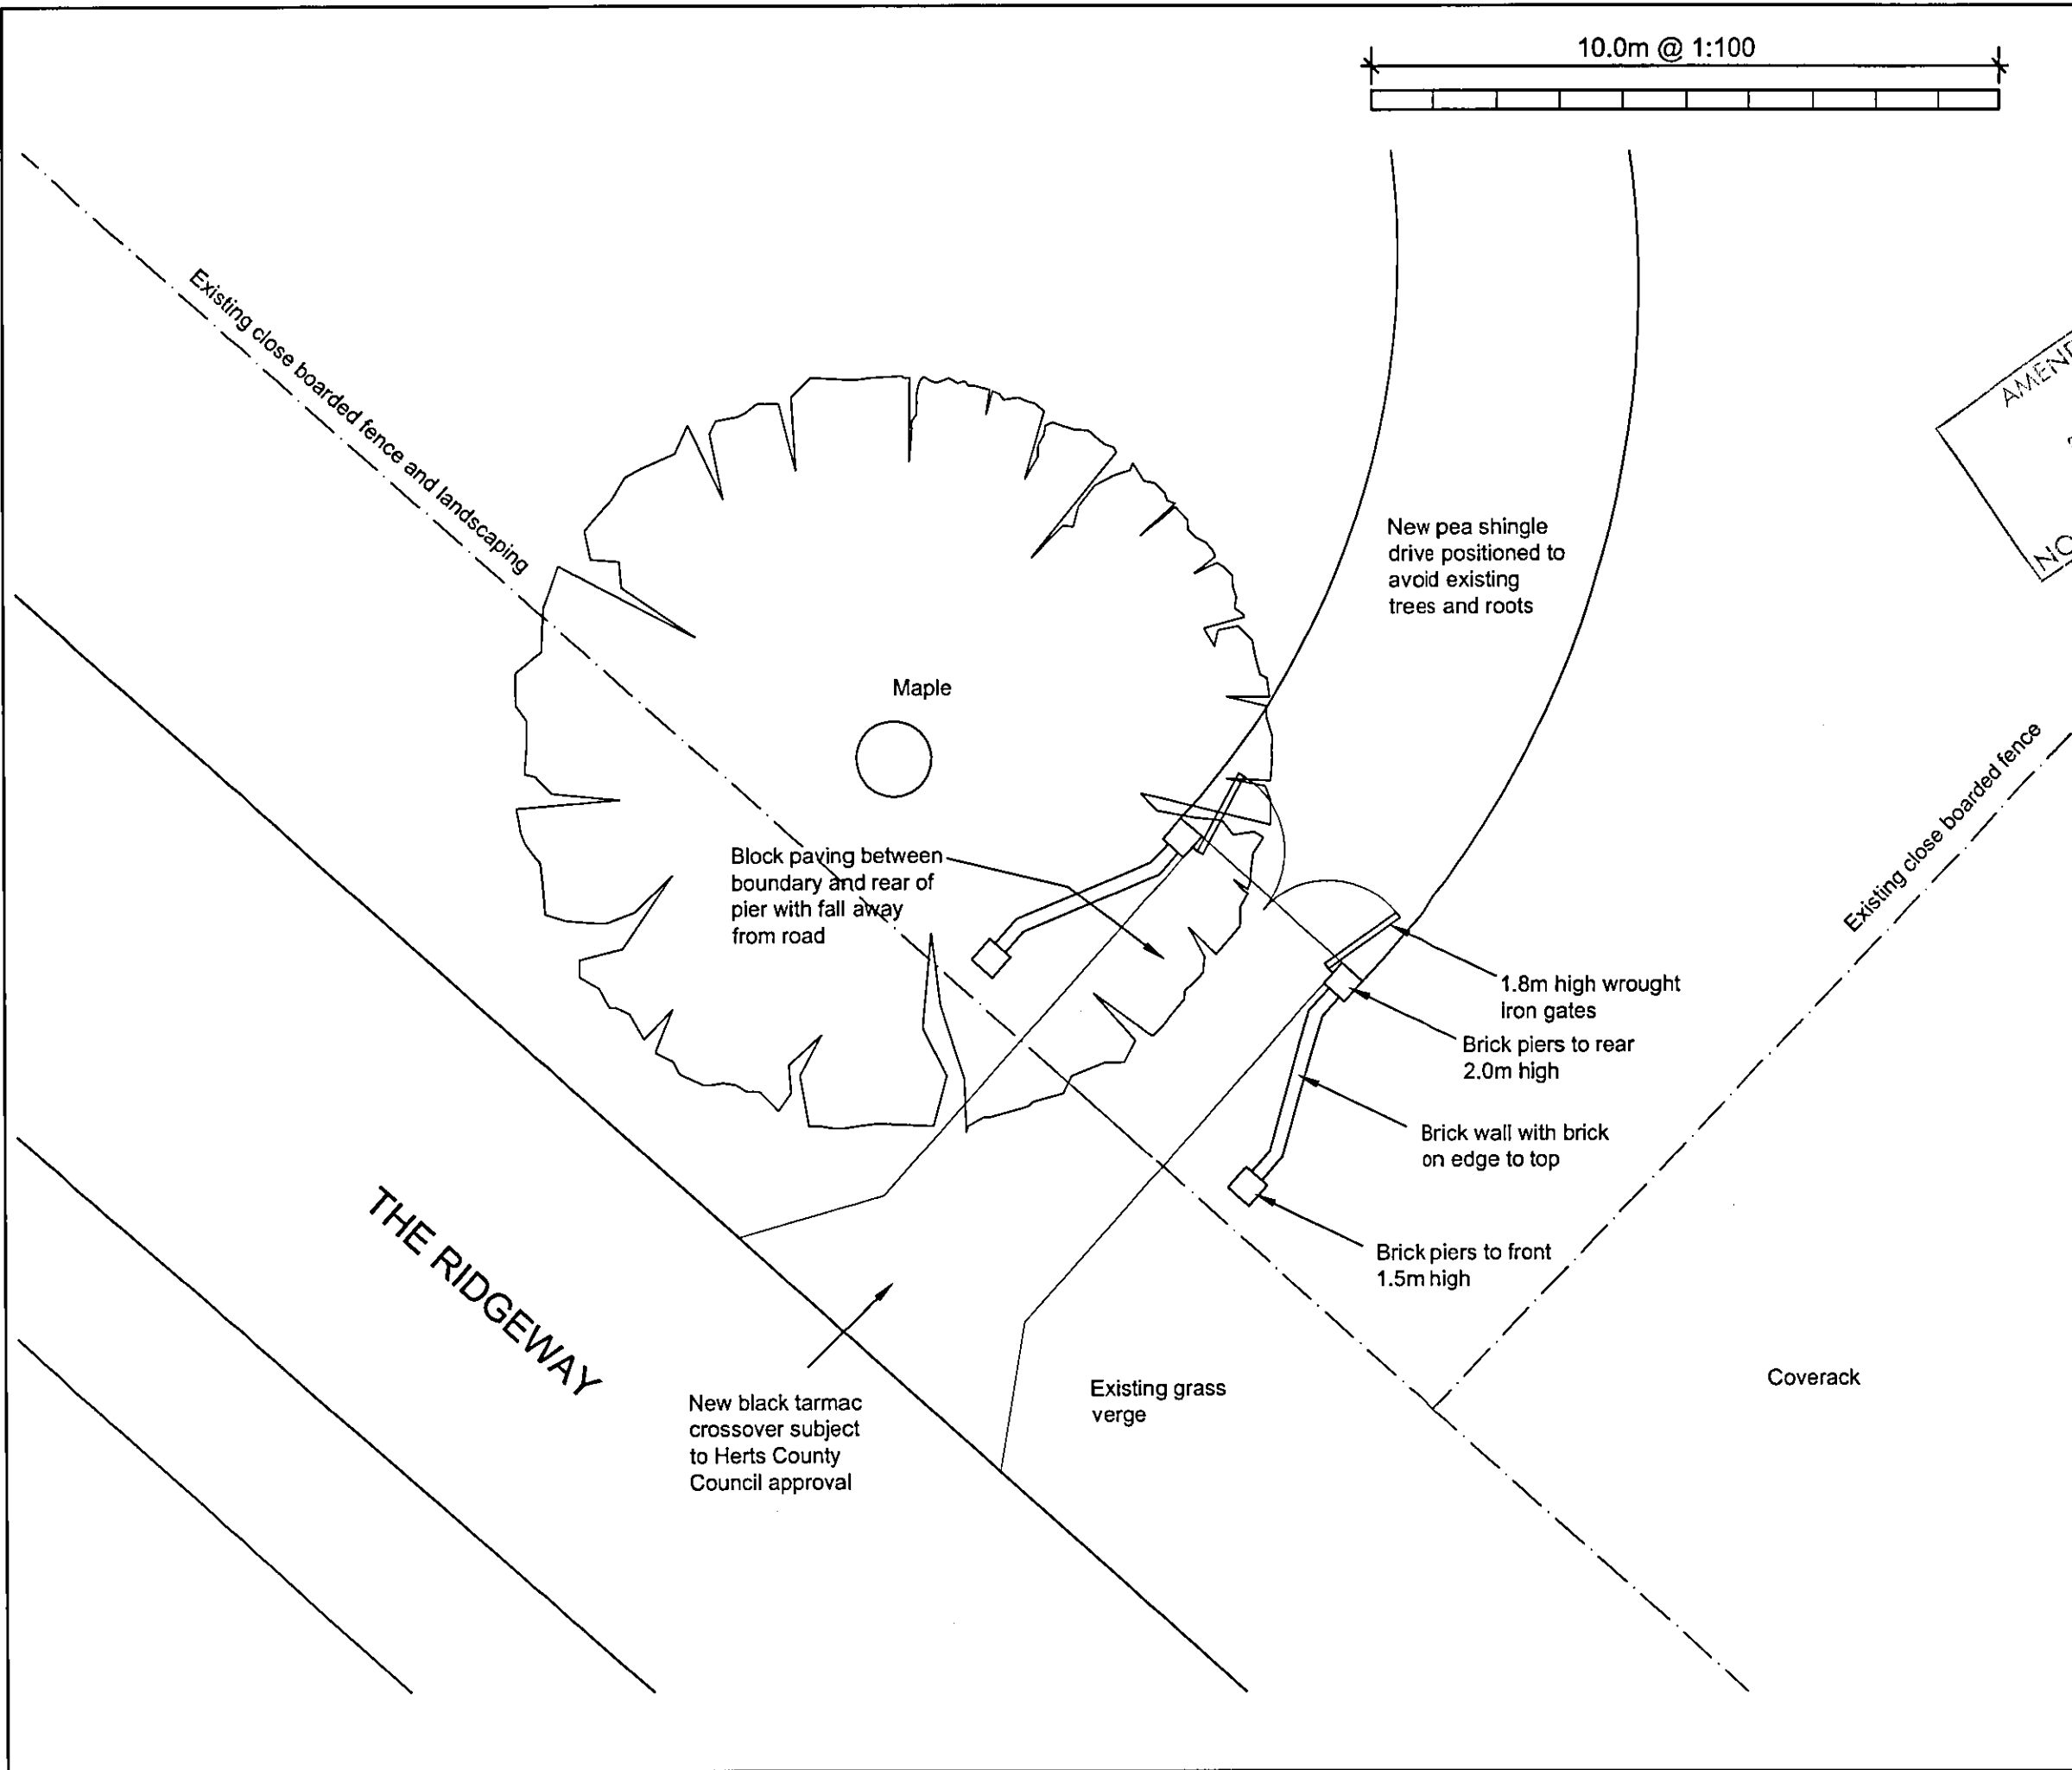 10.0m @ 1:100
Existing close boarded fence and landscaping
New pea shingle
drive positioned to
avoid existing
trees and roots
Maple
Existing close boarded fence
Block paving between
boundary and rear of
pier with fall away
from road
1.8m high wrought
iron gates
Brick piers to rear
2.0m high
Brick wall with brick
on edge to top
THE RIDGEWAY
Brick piers to front
1.5m high
New black tarmac
crossover subject
to Herts County
Council approval
Existing grass
verge
Coverack